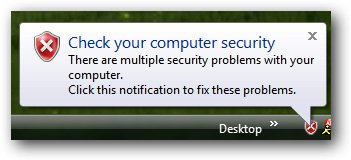 Check your computer security
There are multiple security problems with your
computer.
Click this notification to fix these problems.
Desktop »